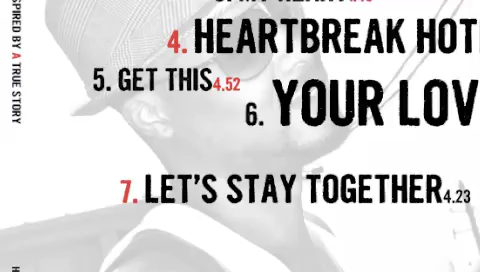 4. HEARTBREAK HOT
5. GET THIS 4.52
6. YOUR LOV
7. LET'S STAY TOGETHER 4.23
SPIRED BY A TRUE STORY